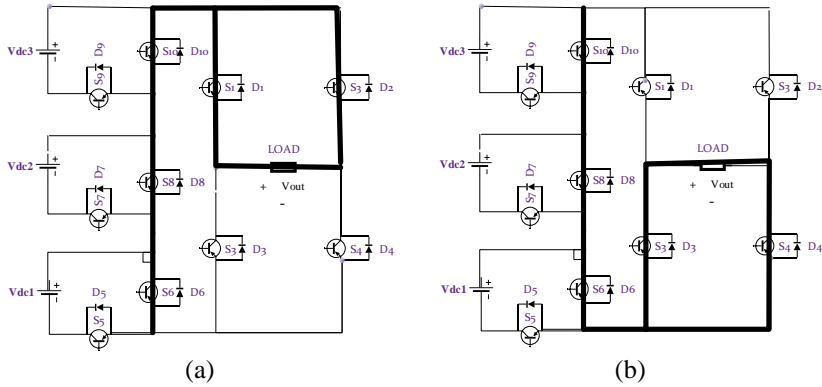 Vdc3
D9
S9
S10 D10
S1 D1
S3 D2
LOAD
Vdc2
D7
S7
S8 D8
+ Vout
-
S3 D3
S4 D4
Vdc1
D5
S5
S6 D6
(a)
Vdc3
D9
S9
S10 D10
S1 D1
S3 D2
LOAD
Vdc2
D7
S7
S8 D8
+ Vout
-
S3 D3
S4 D4
Vdc1
D5
S5
S6 D6
(b)